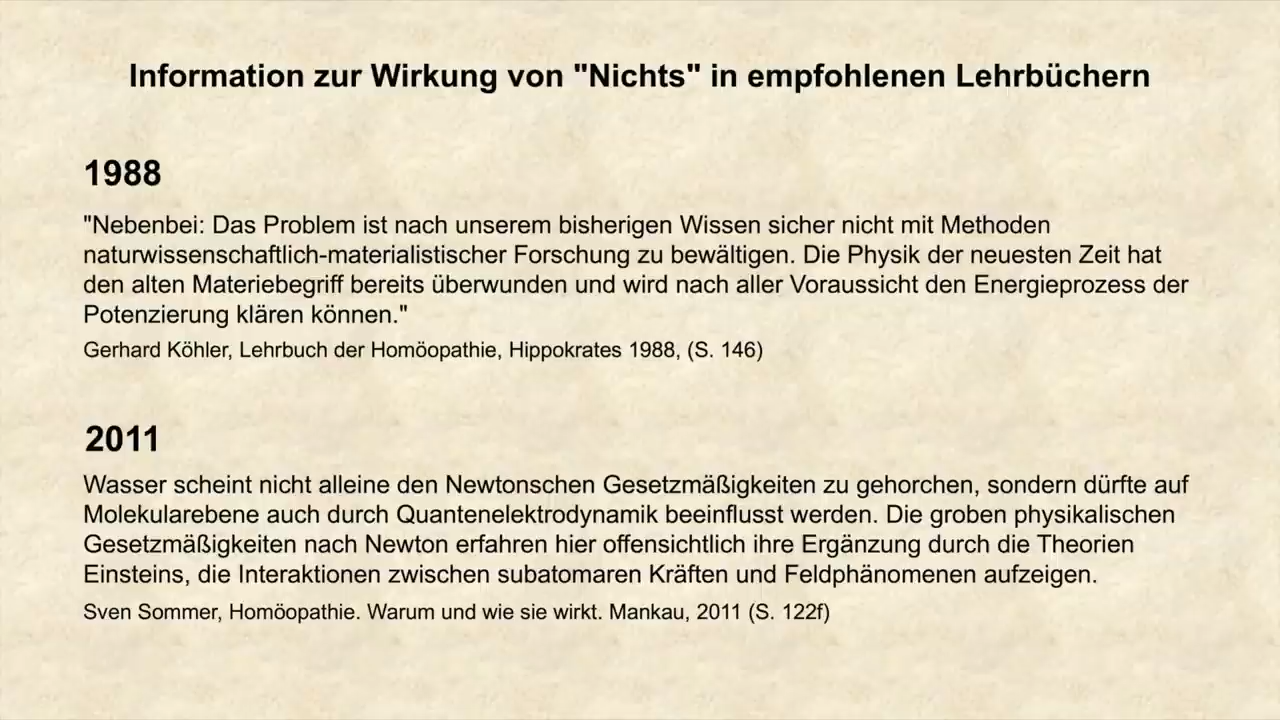 Information zur Wirkung von "Nichts" in empfohlenen Lehrbüchern
1988
"Nebenbei: Das Problem ist nach unserem bisherigen Wissen sicher nicht mit Methoden
naturwissenschaftlich-materialistischer Forschung zu bewältigen. Die Physik der neuesten Zeit hat
den alten Materiebegriff bereits überwunden und wird nach aller Voraussicht den Energieprozess der
Potenzierung klären können."
Gerhard Köhler, Lehrbuch der Homöopathie, Hippokrates 1988, (S. 146)
2011
Wasser scheint nicht alleine den Newtonschen Gesetzmäßigkeiten zu gehorchen, sondern dürfte auf
Molekularebene auch durch Quantenelektrodynamik beeinflusst werden. Die groben physikalischen
Gesetzmäßigkeiten nach Newton erfahren hier offensichtlich ihre Ergänzung durch die Theorien
Einsteins, die Interaktionen zwischen subatomaren Kräften und Feldphänomenen aufzeigen.
Sven Sommer, Homöopathie. Warum und wie sie wirkt. Mankau, 2011 (S. 122f)